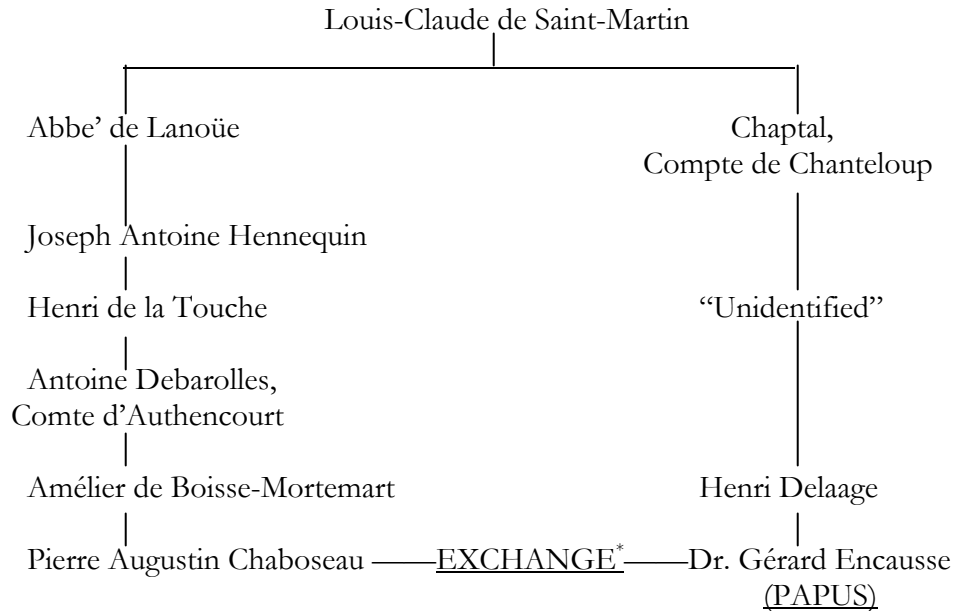 Louis-Claude de Saint-Martin
Abbe’ de Lanoüe
Chaptal,
Compte de Chanteloup
Joseph Antoine Hennequin
Henri de la Touche
“Unidentified”
Antoine Debarolles,
Comte d’Authencourt
Amélier de Boisse-Mortemart
Henri Delaage
Pierre Augustin Chaboseau EXCHANGE* Dr. Gérard Encausse
(PAPUS)